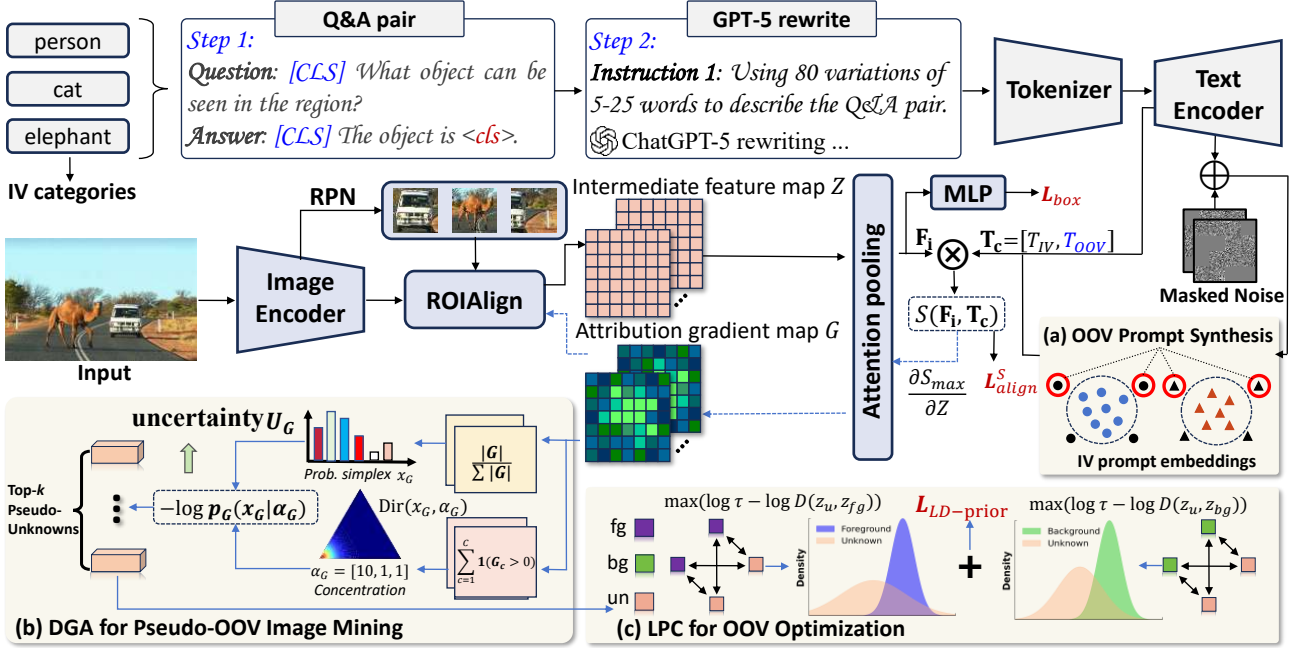 person
cat
elephant
IV categories
Q&A pair
Step 1:
Question: [CLS] What object can be
seen in the region?
Answer: [CLS] The object is <cls>.
GPT-5 rewrite
Step 2:
Instruction 1: Using 80 variations of
5-25 words to describe the Q&A pair.
ChatGPT-5 rewriting ...
Tokenizer
Text
Encoder
Masked Noise
Input
Image
Encoder
RPN
ROIAlign
Intermediate feature map Z
Attribution gradient map G
Attention pooling
MLP
L_box
F_i
T_c=[T_IV, T_OOV]
S(F_i, T_c)
L^S_align
∂S_max
∂Z
(a) OOV Prompt Synthesis
IV prompt embeddings
uncertainty U_G
Top-k
Pseudo-
Unknowns
−log p_G(x_G|α_G)
Prob. simplex x_G
Dir(x_G, α_G)
α_G = [10, 1, 1]
Concentration
|G|
∑ |G|
C
∑ 1(G_c > 0)
c=1
(b) DGA for Pseudo-OOV Image Mining
fg
bg
un
max(log τ − log D(z_u, z_fg))
Density
Foreground
Unknown
L_LD−prior
+
max(log τ − log D(z_u, z_bg))
Density
Background
Unknown
(c) LPC for OOV Optimization